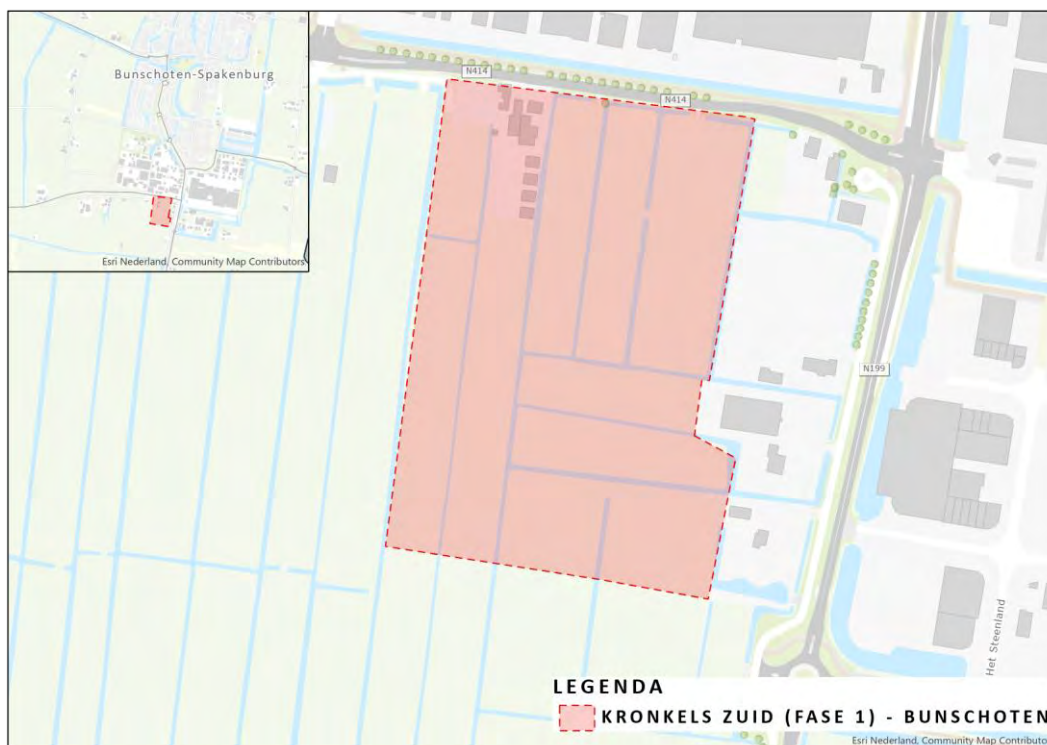 Bunschoten-Spakenburg
Esri Nederland, Community Map Contributors
N414
N414
N199
Het Steenland
LEGENDA
KRONKELS ZUID (FASE 1) - BUNSCHOTEN
Esri Nederland, Community Map Contributor